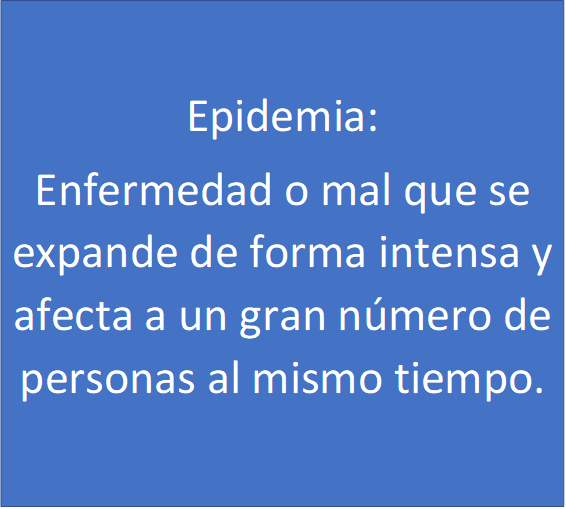 Epidemia:
Enfermedad o mal que se
expande de forma intensa y
afecta a un gran número de
personas al mismo tiempo.